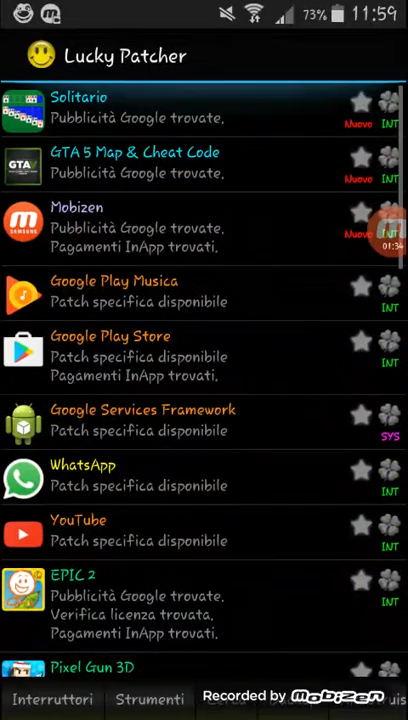 73% 11:59
Lucky Patcher
Solitario
Pubblicità Google trovate.
Nuovo INT
GTA 5 Map & Cheat Code
GTAV
Pubblicità Google trovate.
Nuovo INT
Mobizen
SAMSUNG
Pubblicità Google trovate.
Pagamenti InApp trovati.
Nuovo INT
01:34
Google Play Musica
Patch specifica disponibile
INT
Google Play Store
Patch specifica disponibile
Pagamenti InApp trovati.
INT
Google Services Framework
Patch specifica disponibile
SYS
WhatsApp
Patch specifica disponibile
INT
YouTube
Patch specifica disponibile
INT
EPIC 2
Pubblicità Google trovate.
Verifica licenza trovata.
Pagamenti InApp trovati.
INT
Pixel Gun 3D
Interruttori Strumenti
Recorded by mobizen